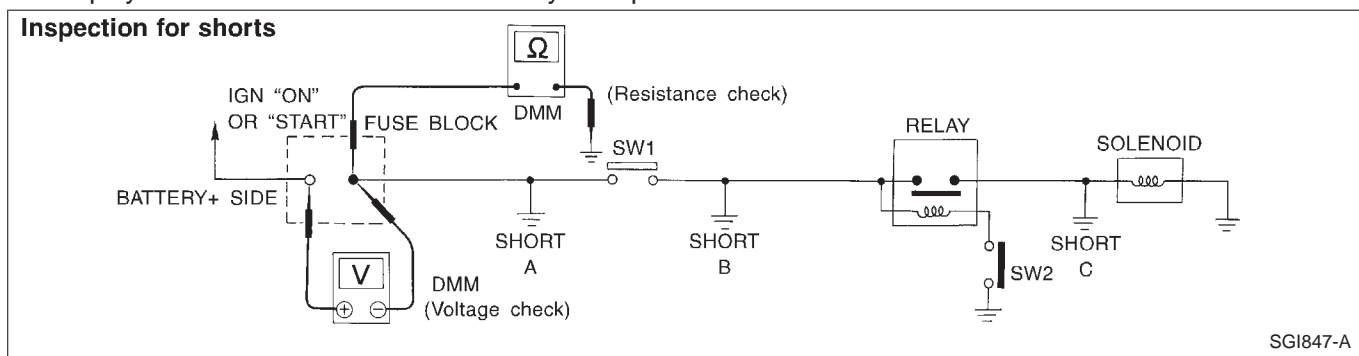 Inspection for shorts
Ω
IGN "ON"
OR "START"
FUSE BLOCK
DMM
(Resistance check)
SW1
RELAY
SOLENOID
BATTERY+ SIDE
SHORT
A
SHORT
B
SHORT
C
SW2
V
+ -
DMM
(Voltage check)
SGI847-A